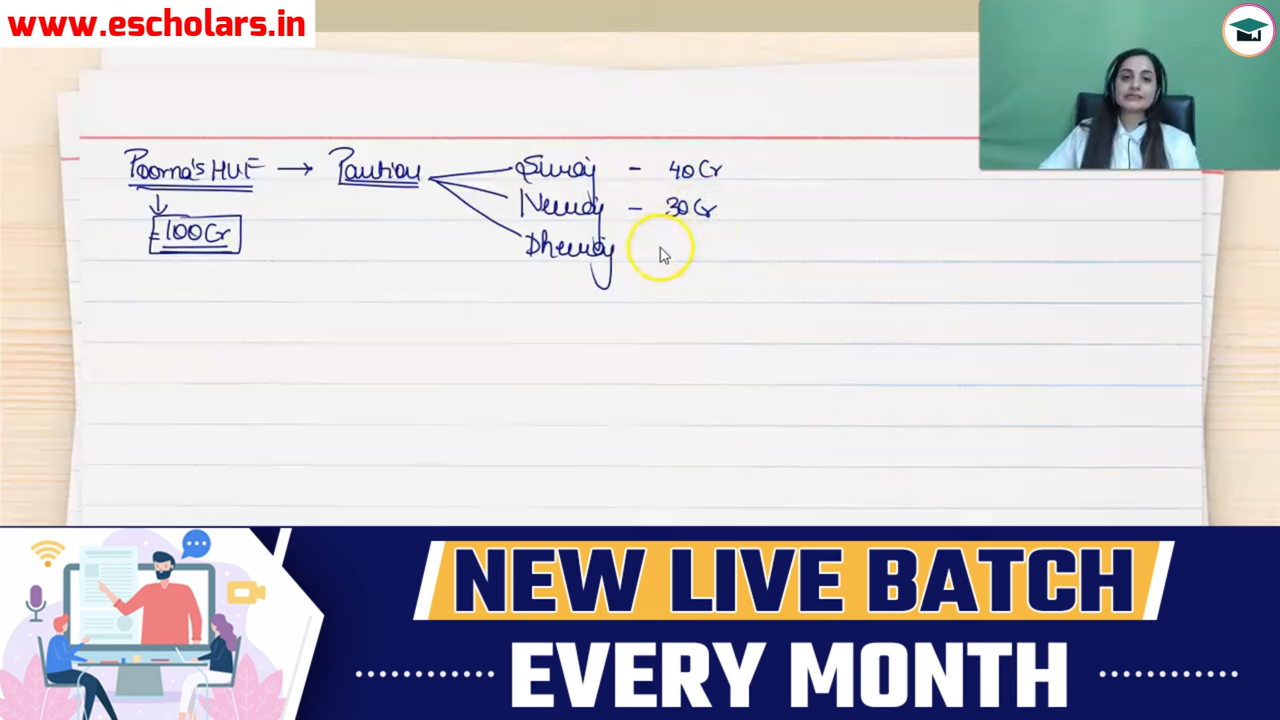 www.escholars.in
Poorna's HUF → Partition
Suraj - 40Cr
Neeraj - 30Cr
Dheeraj
= 100Cr
NEW LIVE BATCH
EVERY MONTH